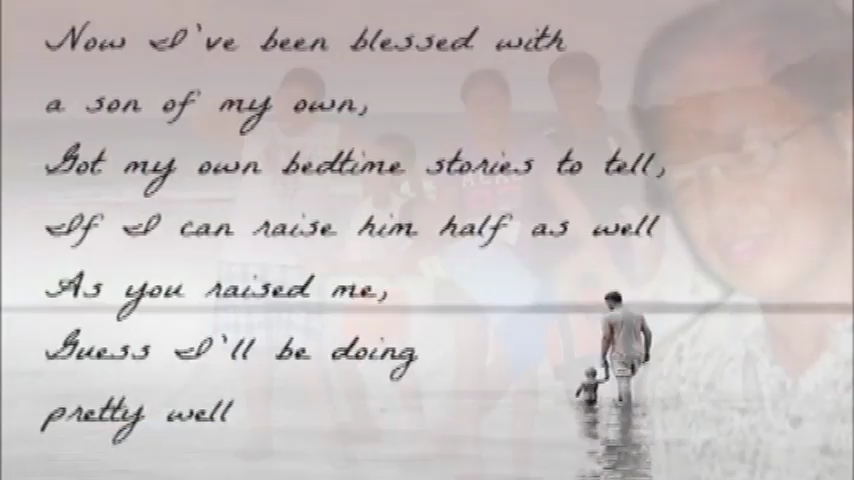 Now I've been blessed with
a son of my own,
Got my own bedtime stories to tell,
If I can raise him half as well
As you raised me,
Guess I'll be doing
pretty well